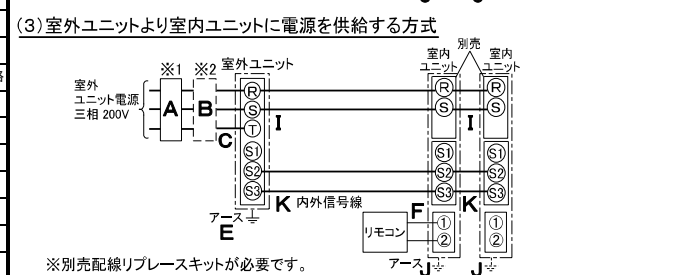 (3)室外ユニットより室内ユニットに電源を供給する方式
別売
※1 ※2 室外ユニット 室内ユニット 室内ユニット
室外
ユニット電源
三相 200V
A B C
R S T S1 S2 S3
I
R S S1 S2 S3
I
R S S1 S2 S3
K 内外信号線 K
アース
E
F
リモコン
① ②
① ②
アース J J
※別売配線リプレースキットが必要です。